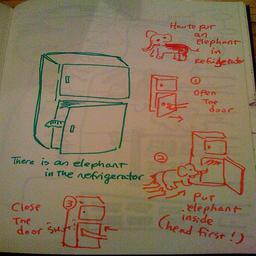 How to put
an
elephant
in
refrigerator
①
Open
The
door
There is an elephant
in the refrigerator
②
Put
elephant
inside
(head first!)
③
Close
The
door